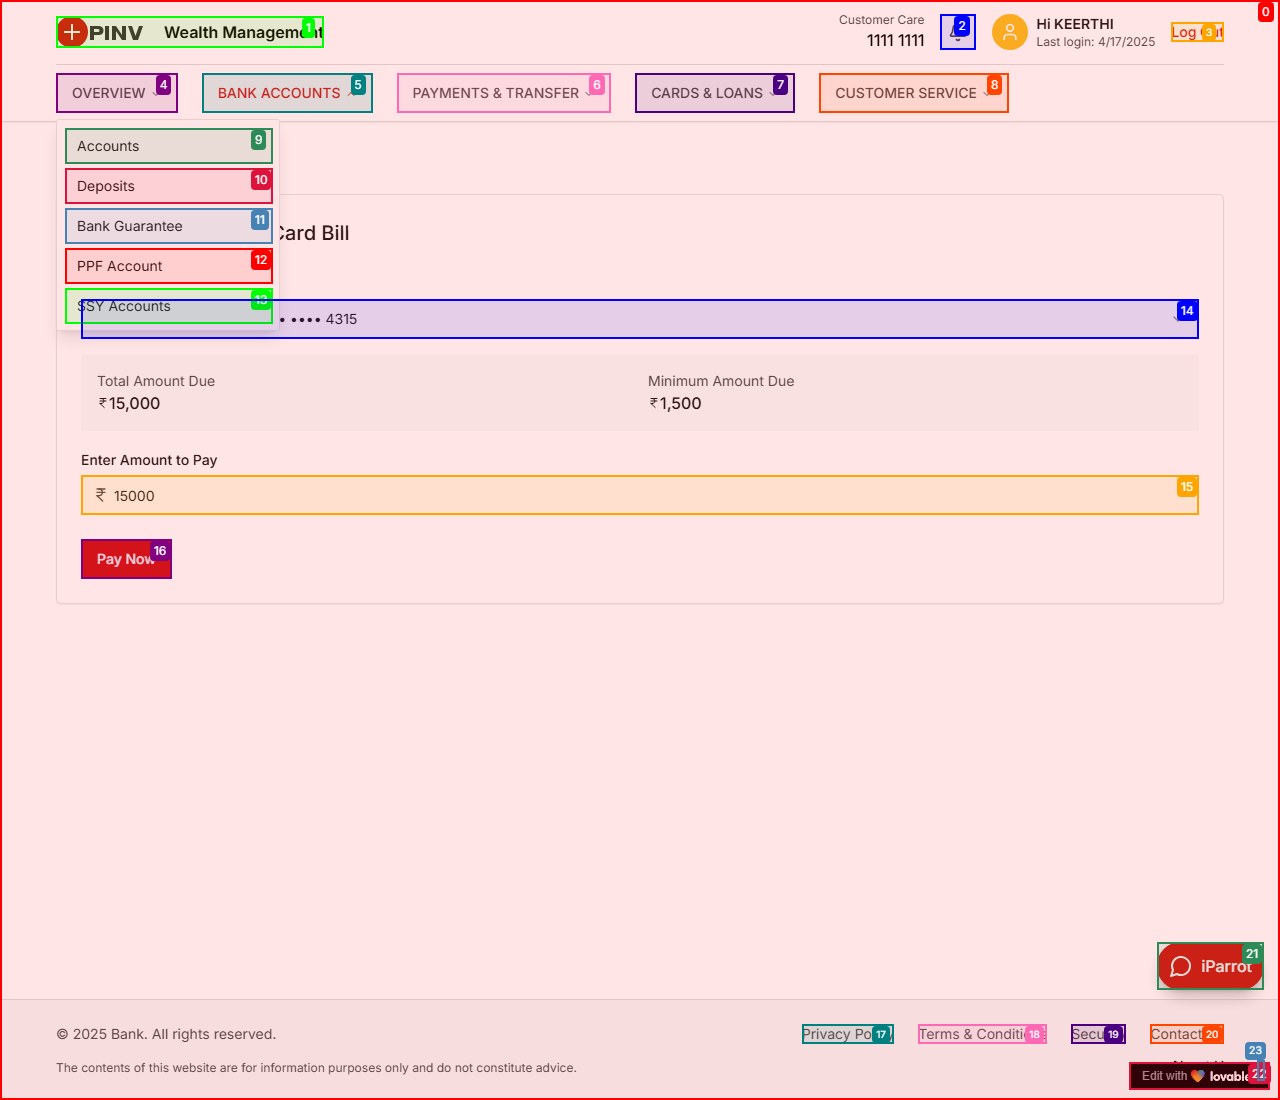 0
PINV Wealth Management 1
Customer Care
1111 1111
2
Hi KEERTHI
Last login: 4/17/2025
Log Out 3
OVERVIEW 4
BANK ACCOUNTS 5
PAYMENTS & TRANSFER 6
CARDS & LOANS 7
CUSTOMER SERVICE 8
Accounts 9
Deposits 10
Bank Guarantee 11
PPF Account 12
SSY Accounts 13
Card Bill
• •••• 4315 14
Total Amount Due
₹15,000
Minimum Amount Due
₹1,500
Enter Amount to Pay
₹ 15000 15
Pay Now 16
21
iParrot
© 2025 Bank. All rights reserved.
Privacy Po 17
Terms & Conditi 18
Secu 19
Contact 20
23
The contents of this website are for information purposes only and do not constitute advice.
Edit with lovable 22